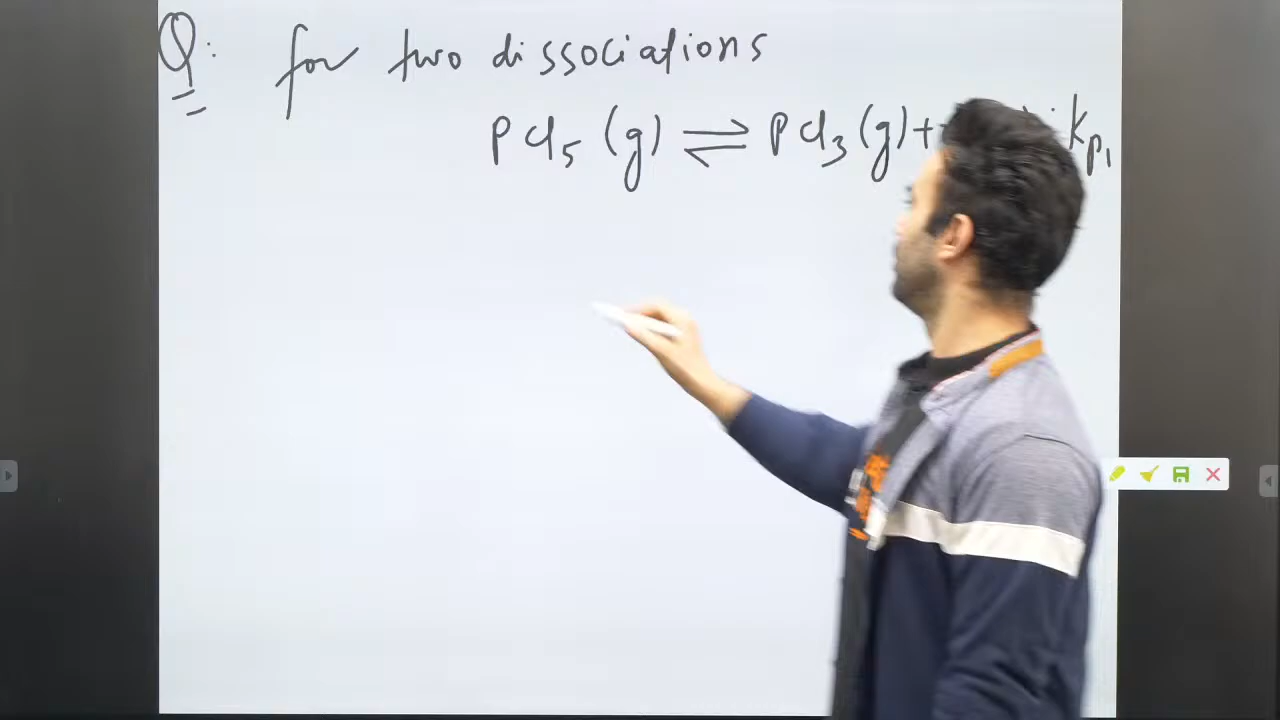 Q: for two dissociations
PCl5 (g) ⇌ PCl3 (g) + Kp1